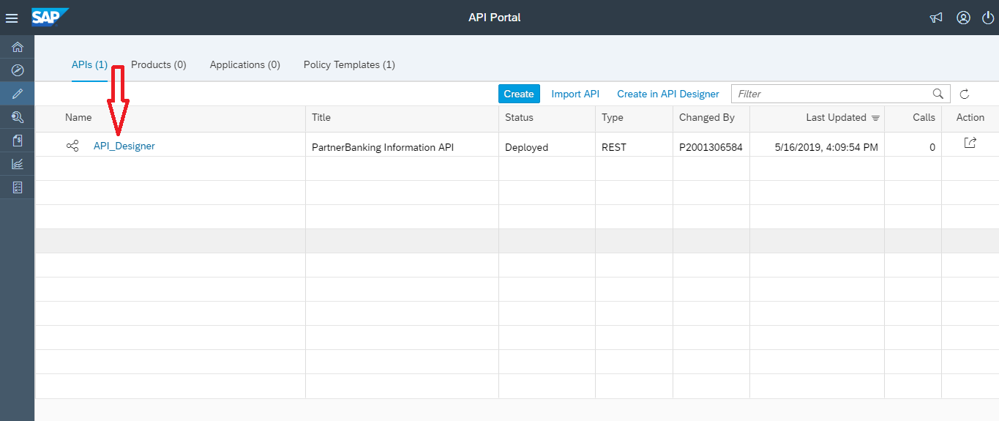 SAP API Portal
APIs (1) Products (0) Applications (0) Policy Templates (1)
Create Import API Create in API Designer Filter
Name Title Status Type Changed By Last Updated Calls Action
API_Designer PartnerBanking Information API Deployed REST P2001306584 5/16/2019, 4:09:54 PM 0